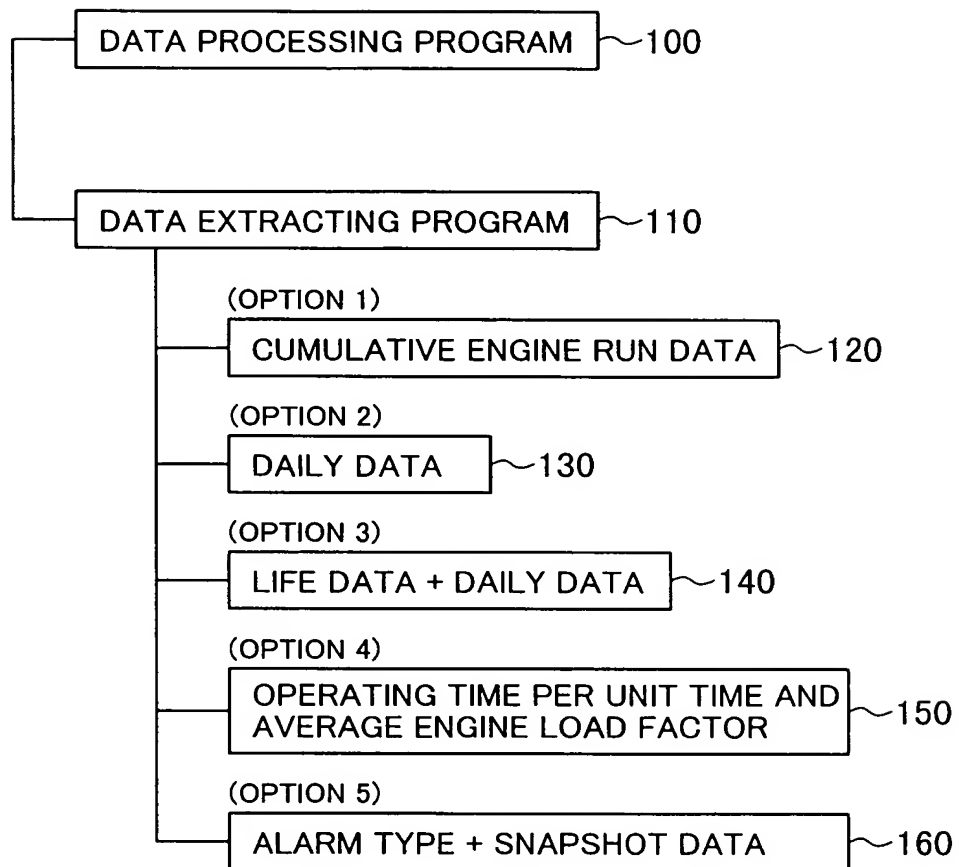 DATA PROCESSING PROGRAM 100
DATA EXTRACTING PROGRAM 110
(OPTION 1)
CUMULATIVE ENGINE RUN DATA 120
(OPTION 2)
DAILY DATA 130
(OPTION 3)
LIFE DATA + DAILY DATA 140
(OPTION 4)
OPERATING TIME PER UNIT TIME AND
AVERAGE ENGINE LOAD FACTOR 150
(OPTION 5)
ALARM TYPE + SNAPSHOT DATA 160